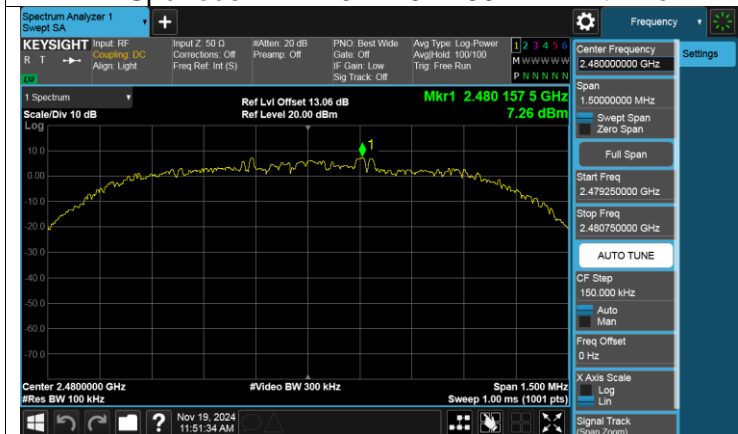 Spectrum Analyzer 1
Swept SA
Frequency
KEYSIGHT
R T
LW
Input: RF
Coupling: DC
Align: Light
Input Z: 50 Ω
Corrections: Off
Freq Ref: Int (S)
#Atten: 20 dB
Preamp: Off
PNO: Best Wide
Gate: Off
IF Gain: Low
Sig Track: Off
Avg Type: Log-Power
Avg|Hold: 100/100
Trig: Free Run
1 2 3 4 5 6
M W W W W W
P N N N N N
Center Frequency
2.480000000 GHz
Settings
Span
1.50000000 MHz
Swept Span
Zero Span
Full Span
Start Freq
2.479250000 GHz
Stop Freq
2.480750000 GHz
AUTO TUNE
CF Step
150.000 kHz
Auto
Man
Freq Offset
0 Hz
X Axis Scale
Log
Lin
Signal Track
(Span Zoom)
1 Spectrum
Scale/Div 10 dB
Log
Ref Lvl Offset 13.06 dB
Ref Level 20.00 dBm
Mkr1 2.480 157 5 GHz
7.26 dBm
1
10.0
0.00
-10.0
-20.0
-30.0
-40.0
-50.0
-60.0
-70.0
Center 2.4800000 GHz
#Res BW 100 kHz
#Video BW 300 kHz
Span 1.500 MHz
Sweep 1.00 ms (1001 pts)
Nov 19, 2024
11:51:34 AM